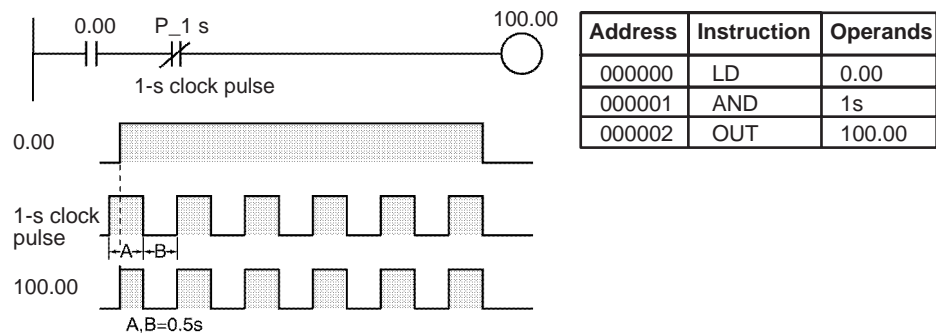 0.00 P_1 s 100.00
1-s clock pulse
0.00
1-s clock
pulse
A B
100.00
A,B=0.5s
Address Instruction Operands
000000 LD 0.00
000001 AND 1s
000002 OUT 100.00